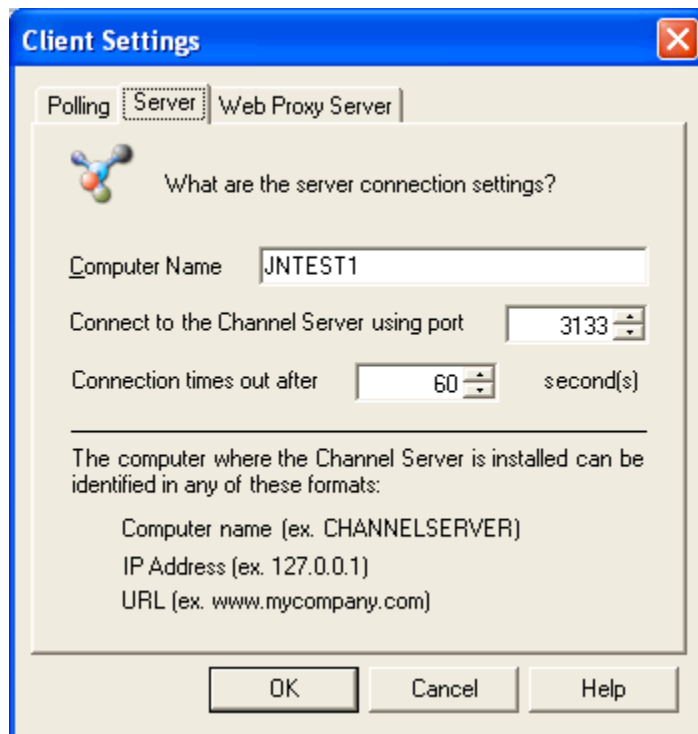 Client Settings
Polling Server Web Proxy Server
What are the server connection settings?
Computer Name JNTEST1
Connect to the Channel Server using port 3133
Connection times out after 60 second(s)
The computer where the Channel Server is installed can be
identified in any of these formats:
Computer name (ex. CHANNELSERVER)
IP Address (ex. 127.0.0.1)
URL (ex. www.mycompany.com)
OK Cancel Help